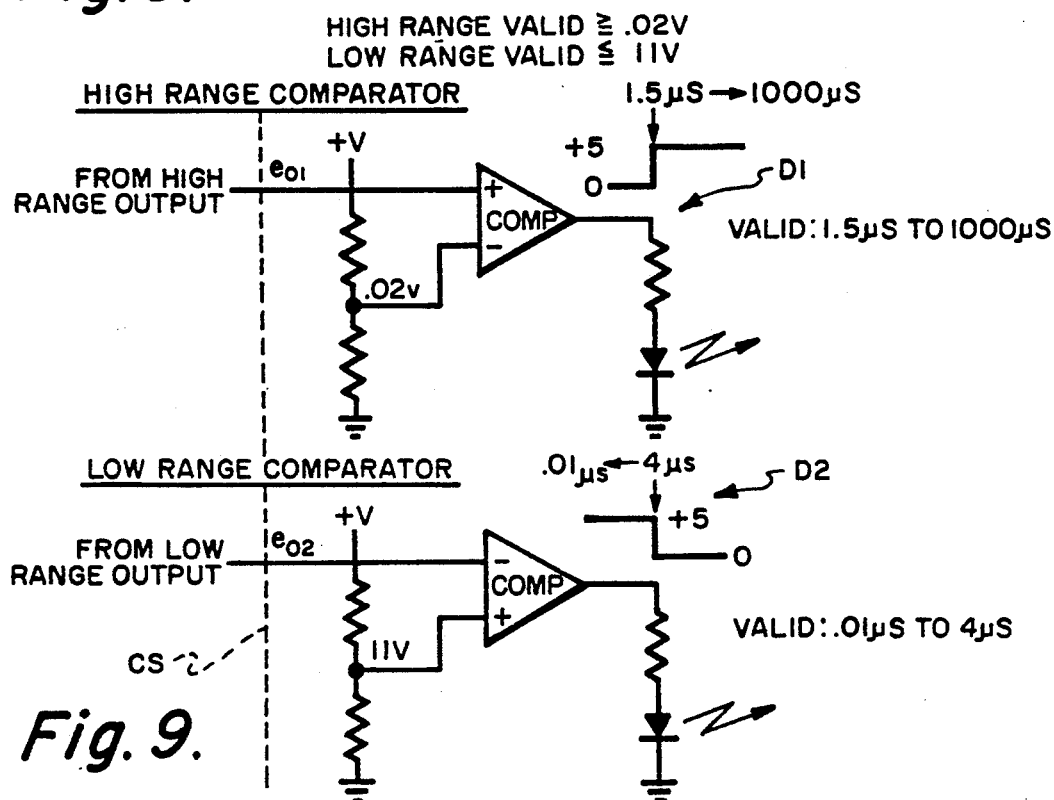 HIGH RANGE VALID ≧ .02V
LOW RANGE VALID ≦ 11V
HIGH RANGE COMPARATOR
1.5µS → 1000µS
+V
+5
0
D1
FROM HIGH
RANGE OUTPUT
e01
+
COMP
−
VALID: 1.5µS TO 1000µS
.02v
LOW RANGE COMPARATOR
.01µs ← 4µs
D2
+V
+5
0
FROM LOW
RANGE OUTPUT
e02
−
COMP
+
VALID: .01µS TO 4µS
11V
CS
Fig. 9.